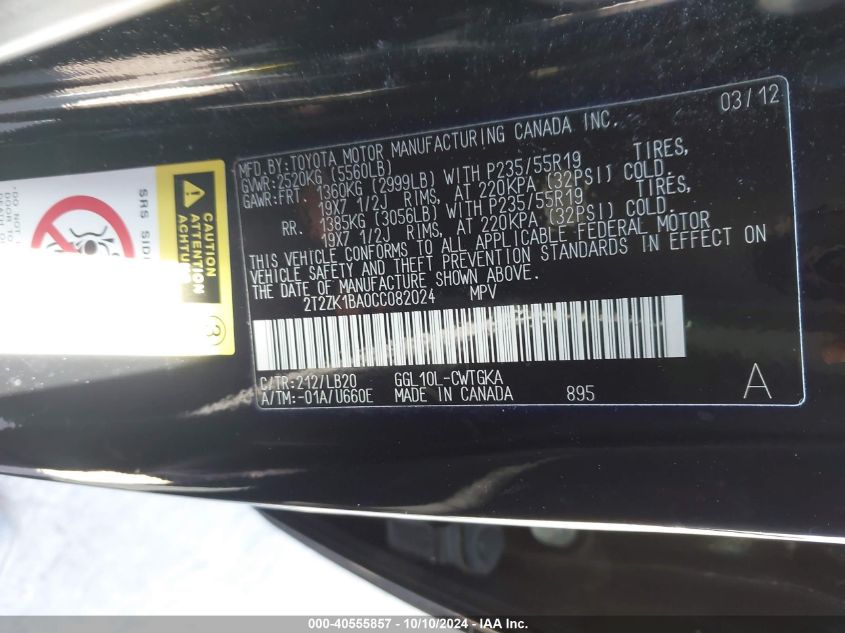 03/12
MFD.BY:TOYOTA MOTOR MANUFACTURING CANADA INC.
GVWR:2520KG (5560LB)
GAWR:FRT 1360KG (2999LB) WITH P235/55R19 TIRES,
19X7 1/2J RIMS, AT 220KPA (32PSI) COLD.
RR. 1385KG (3056LB) WITH P235/55R19 TIRES,
19X7 1/2J RIMS, AT 220KPA (32PSI) COLD.
THIS VEHICLE CONFORMS TO ALL APPLICABLE FEDERAL MOTOR
VEHICLE SAFETY AND THEFT PREVENTION STANDARDS IN EFFECT ON
THE DATE OF MANUFACTURE SHOWN ABOVE.
2T2ZK1BA0CC082024 MPV
C/TR:212/LB20 GGL10L-CWTGKA
A/TM:-01A/U660E MADE IN CANADA 895 A
CAUTION
ATTENTION
ACHTUNG
3
SRS SID
000-40555857 - 10/10/2024 - IAA, Inc.